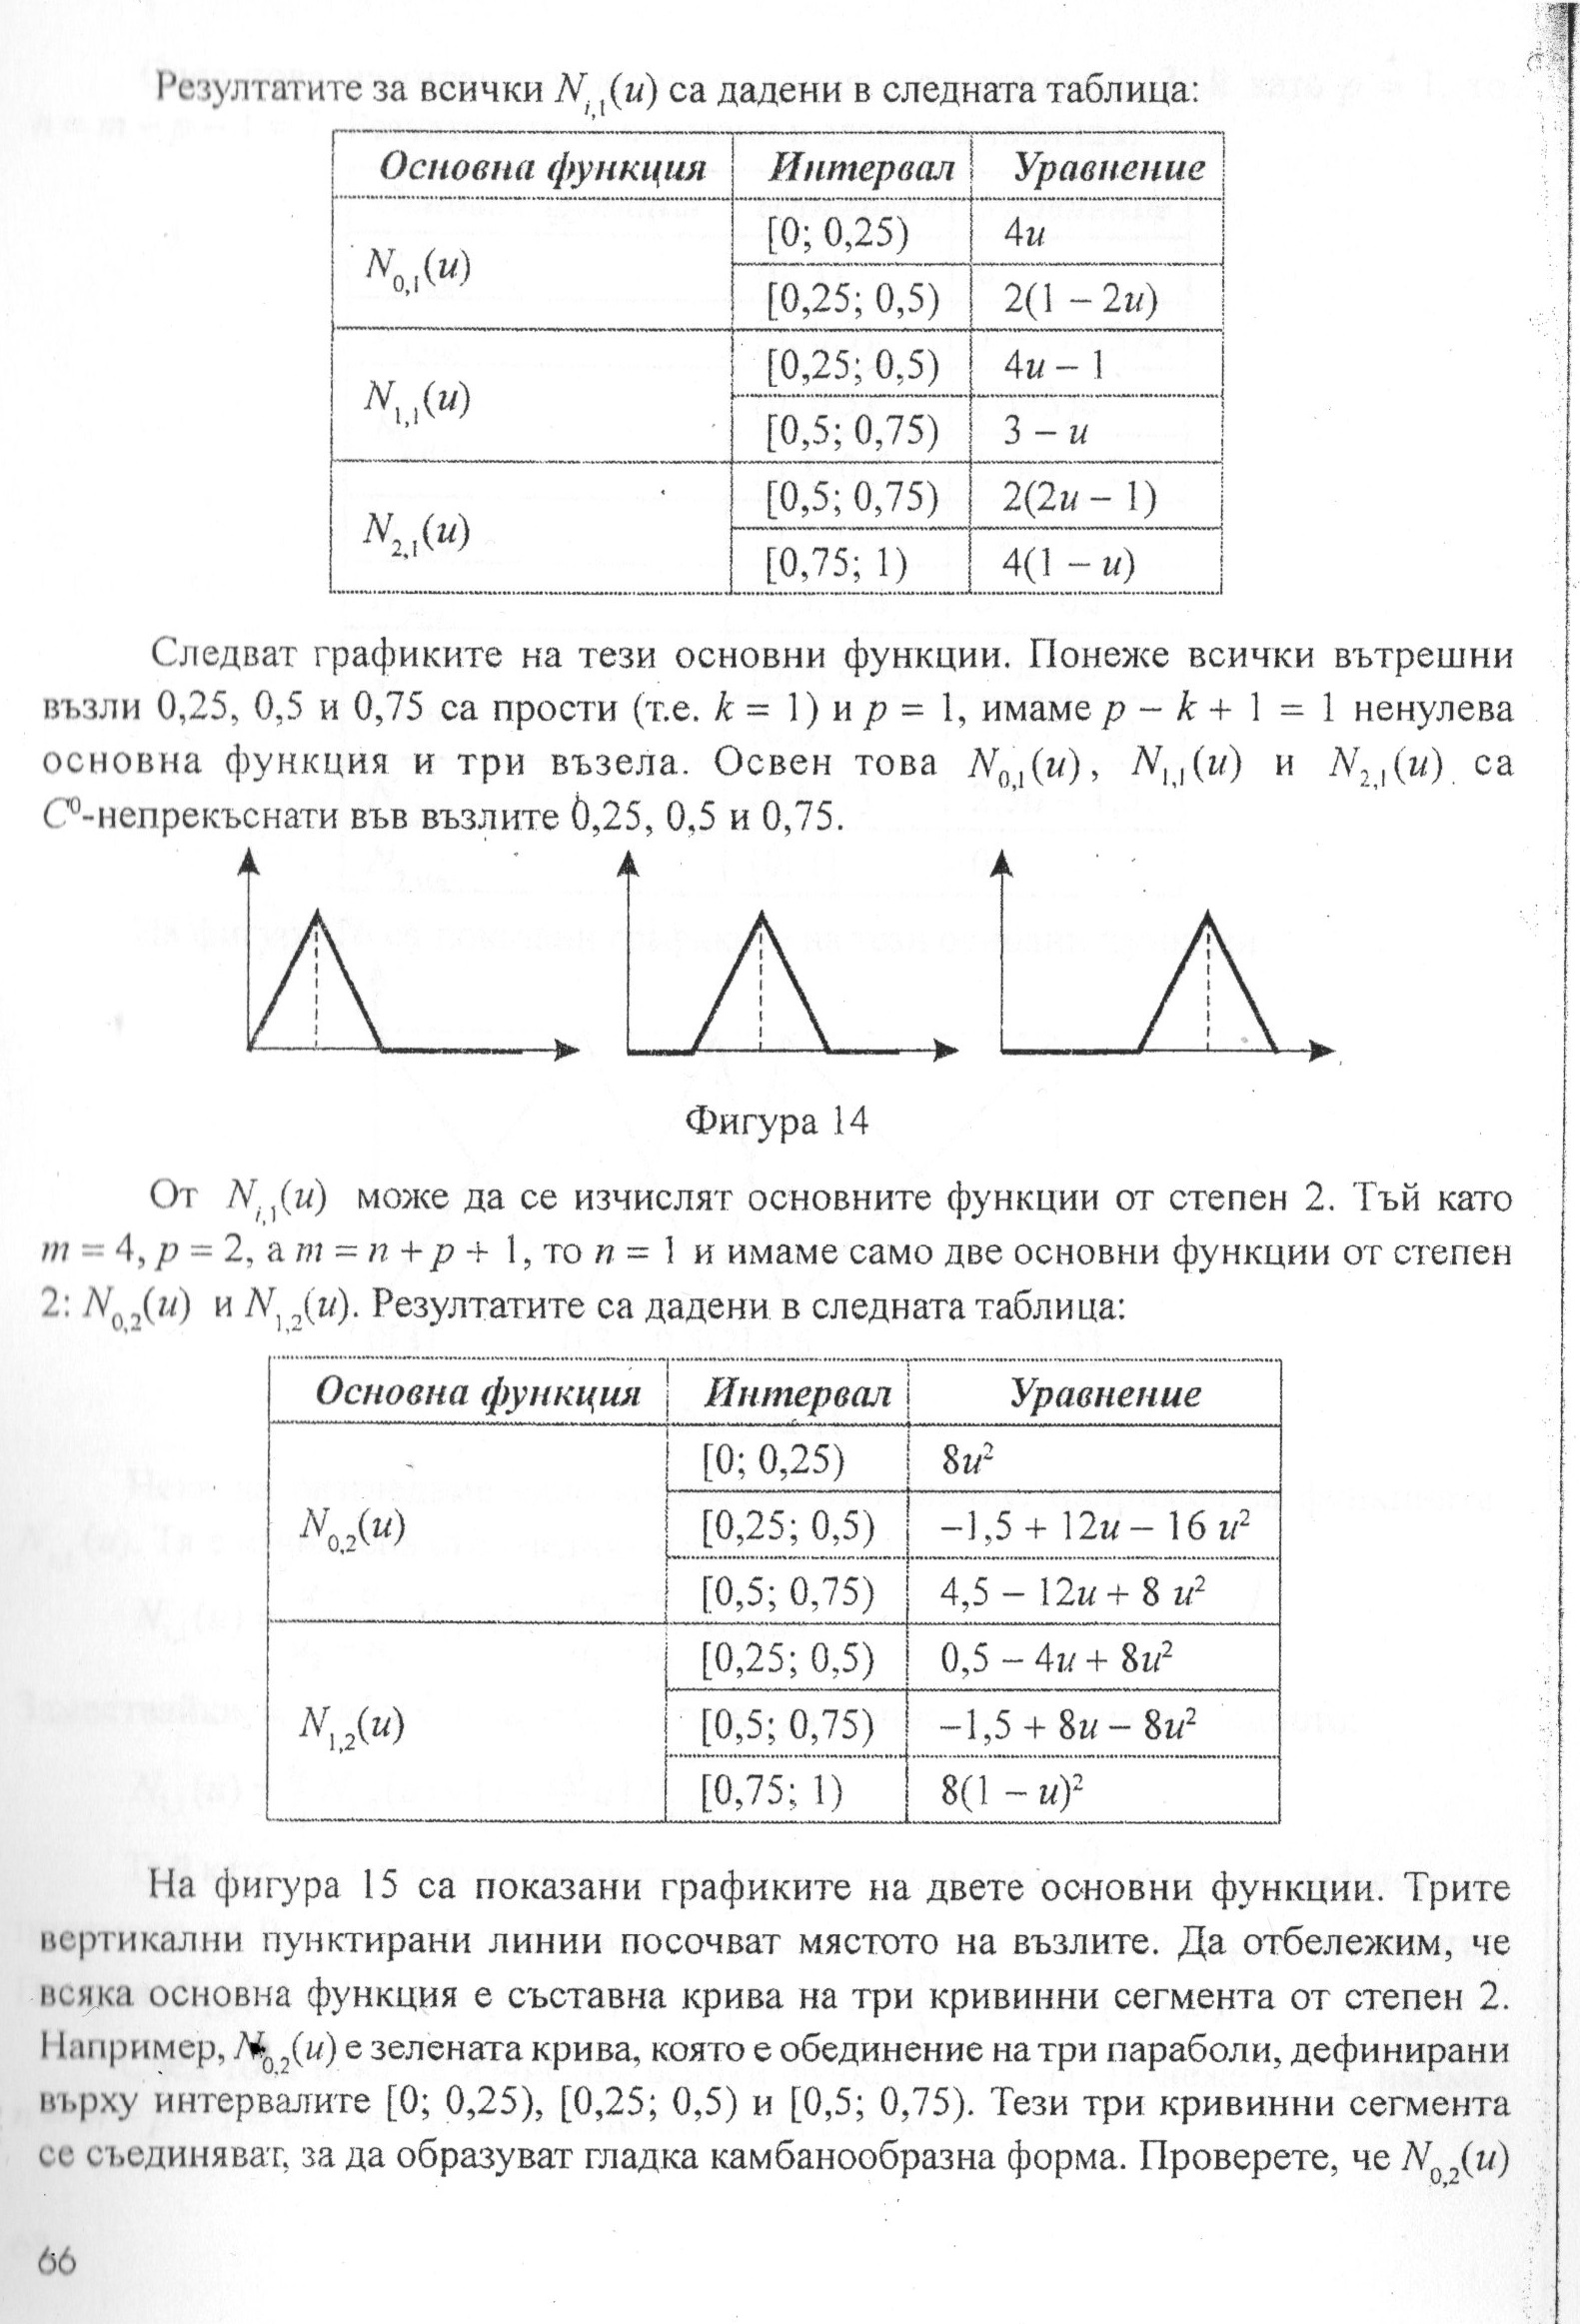 Резултатите за всички N_{i,1}(u) са дадени в следната таблица:
Основна функция Интервал Уравнение
N_{0,1}(u) [0; 0,25) 4u
[0,25; 0,5) 2(1 – 2u)
N_{1,1}(u) [0,25; 0,5) 4u – 1
[0,5; 0,75) 3 – u
N_{2,1}(u) [0,5; 0,75) 2(2u – 1)
[0,75; 1) 4(1 – u)
Следват графиките на тези основни функции. Понеже всички вътрешни
възли 0,25, 0,5 и 0,75 са прости (т.е. k = 1) и p = 1, имаме p – k + 1 = 1 ненулева
основна функция и три възела. Освен това N_{0,1}(u), N_{1,1}(u) и N_{2,1}(u) са
C⁰-непрекъснати във възлите 0,25, 0,5 и 0,75.
Фигура 14
От N_{i,1}(u) може да се изчислят основните функции от степен 2. Тъй като
m = 4, p = 2, а m = n + p + 1, то n = 1 и имаме само две основни функции от степен
2: N_{0,2}(u) и N_{1,2}(u). Резултатите са дадени в следната таблица:
Основна функция Интервал Уравнение
N_{0,2}(u) [0; 0,25) 8u²
[0,25; 0,5) –1,5 + 12u – 16 u²
[0,5; 0,75) 4,5 – 12u + 8 u²
N_{1,2}(u) [0,25; 0,5) 0,5 – 4u + 8u²
[0,5; 0,75) –1,5 + 8u – 8u²
[0,75; 1) 8(1 – u)²
На фигура 15 са показани графиките на двете основни функции. Трите
вертикални пунктирани линии посочват мястото на възлите. Да отбележим, че
всяка основна функция е съставна крива на три кривинни сегмента от степен 2.
Например, N_{0,2}(u) е зелената крива, която е обединение на три параболи, дефинирани
върху интервалите [0; 0,25), [0,25; 0,5) и [0,5; 0,75). Тези три кривинни сегмента
се съединяват, за да образуват гладка камбанообразна форма. Проверете, че N_{0,2}(u)
66